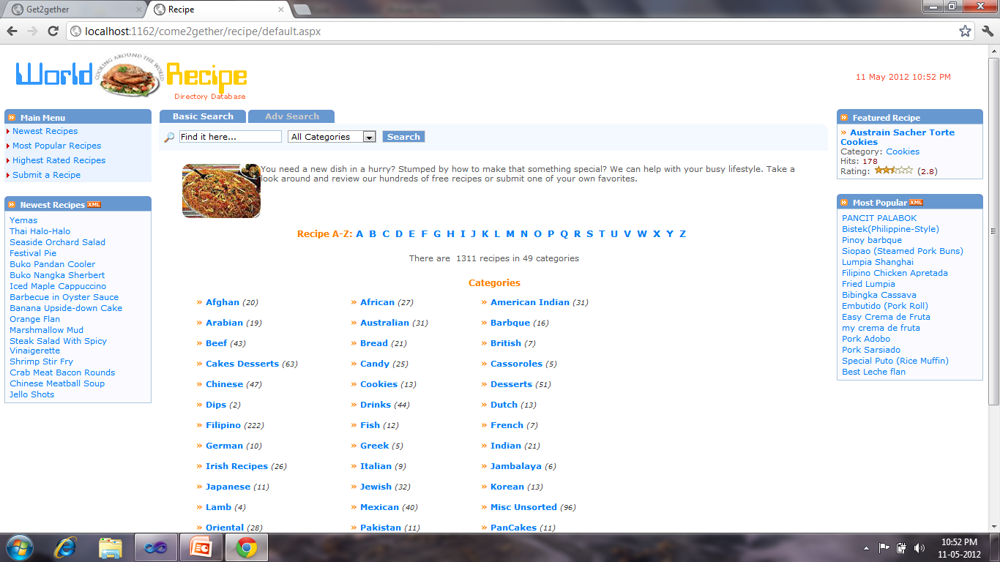 Get2gether
Recipe
localhost:1162/come2gether/recipe/default.aspx
World Recipe
COOKING AROUND THE WORLD
Directory Database
11 May 2012 10:52 PM
Main Menu
Newest Recipes
Most Popular Recipes
Highest Rated Recipes
Submit a Recipe
Newest Recipes XML
Yemas
Thai Halo-Halo
Seaside Orchard Salad
Festival Pie
Buko Pandan Cooler
Buko Nangka Sherbert
Iced Maple Cappuccino
Barbecue in Oyster Sauce
Banana Upside-down Cake
Orange Flan
Marshmallow Mud
Steak Salad With Spicy
Vinaigerette
Shrimp Stir Fry
Crab Meat Bacon Rounds
Chinese Meatball Soup
Jello Shots
Basic Search Adv Search
Find it here... All Categories Search
You need a new dish in a hurry? Stumped by how to make that something special? We can help with your busy lifestyle. Take a
look around and review our hundreds of free recipes or submit one of your own favorites.
Recipe A-Z: A B C D E F G H I J K L M N O P Q R S T U V W X Y Z
There are 1311 recipes in 49 categories
Categories
» Afghan (20) » African (27) » American Indian (31)
» Arabian (19) » Australian (31) » Barbque (16)
» Beef (43) » Bread (21) » British (7)
» Cakes Desserts (63) » Candy (25) » Cassoroles (5)
» Chinese (47) » Cookies (13) » Desserts (51)
» Dips (2) » Drinks (44) » Dutch (13)
» Filipino (222) » Fish (12) » French (7)
» German (10) » Greek (5) » Indian (21)
» Irish Recipes (26) » Italian (9) » Jambalaya (6)
» Japanese (11) » Jewish (32) » Korean (13)
» Lamb (4) » Mexican (40) » Misc Unsorted (96)
» Oriental (28) » Pakistan (11) » PanCakes (11)
Featured Recipe
» Austrain Sacher Torte
Cookies
Category: Cookies
Hits: 178
Rating: (2.8)
Most Popular XML
PANCIT PALABOK
Bistek(Philippine-Style)
Pinoy barbque
Siopao (Steamed Pork Buns)
Lumpia Shanghai
Filipino Chicken Apretada
Fried Lumpia
Bibingka Cassava
Embutido (Pork Roll)
Easy Crema de Fruta
my crema de fruta
Pork Adobo
Pork Sarsiado
Special Puto (Rice Muffin)
Best Leche flan
10:52 PM
11-05-2012